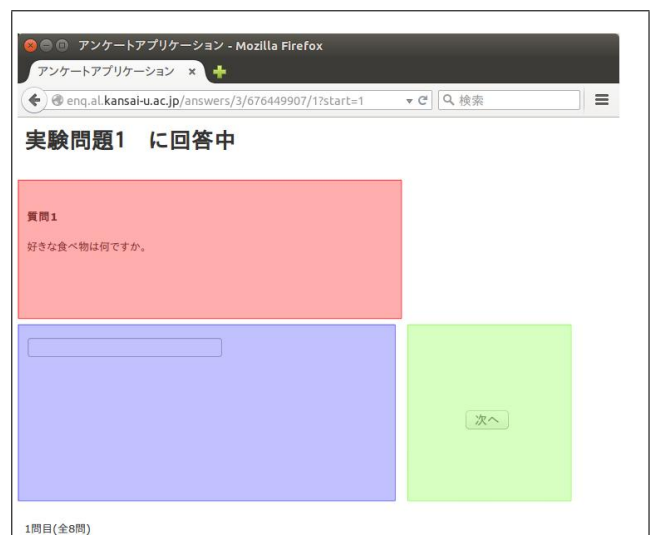 アンケートアプリケーション - Mozilla Firefox
アンケートアプリケーション
enq.al.kansai-u.ac.jp/answers/3/676449907/1?start=1
検索
実験問題1 に回答中
質問1
好きな食べ物は何ですか。
次へ
1問目(全8問)